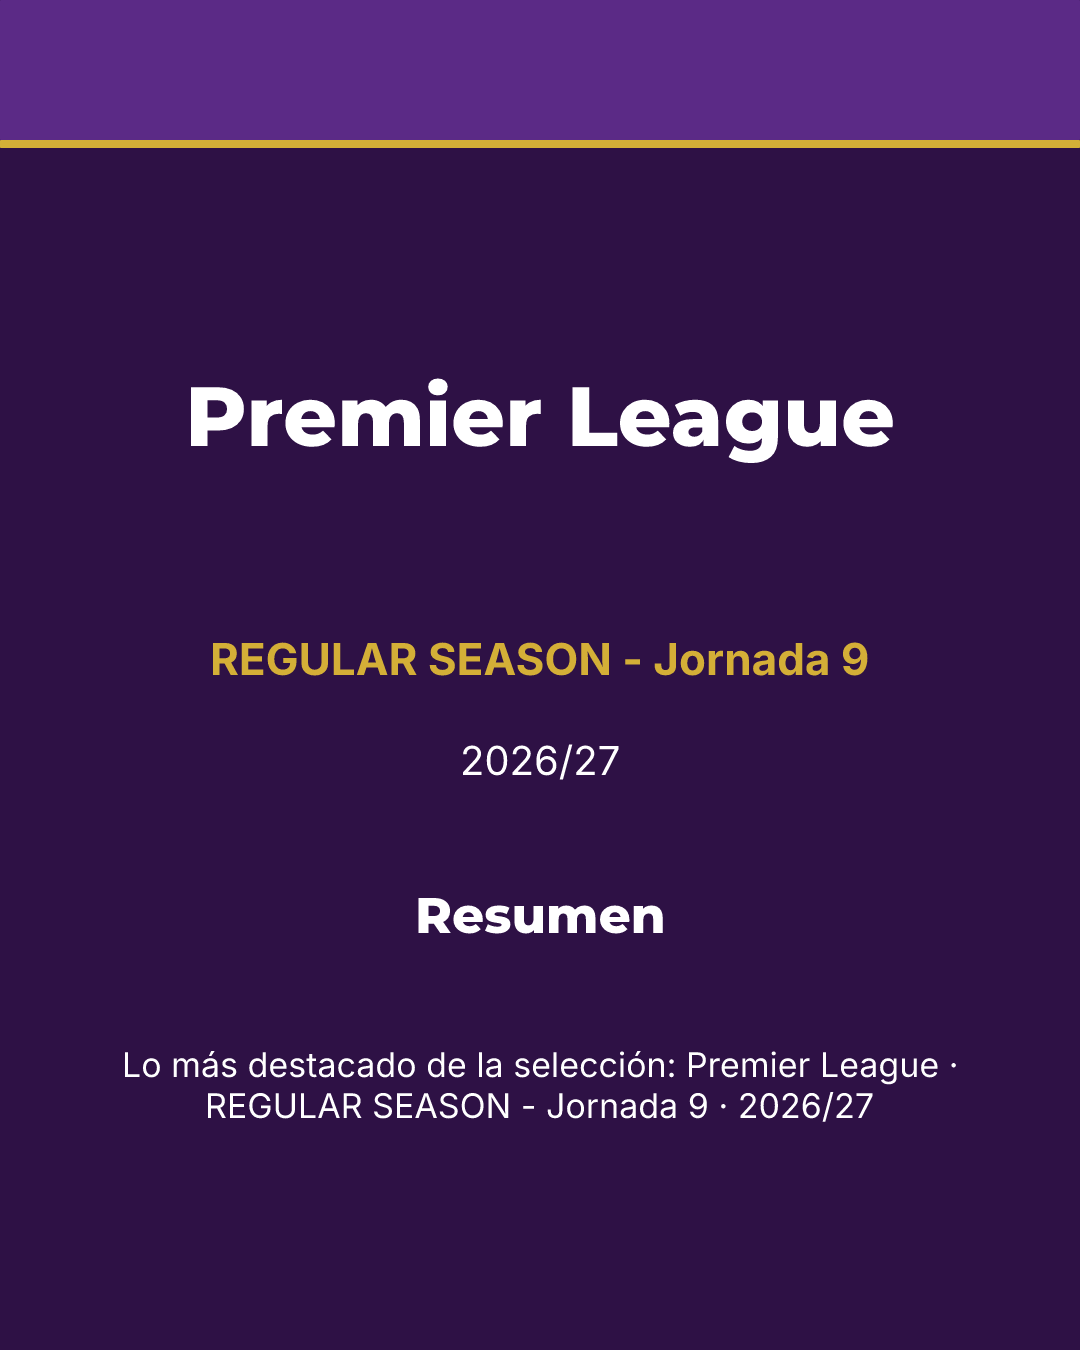 Premier League
REGULAR SEASON - Jornada 9
2026/27
Resumen
Lo más destacado de la selección: Premier League ·
REGULAR SEASON - Jornada 9 · 2026/27